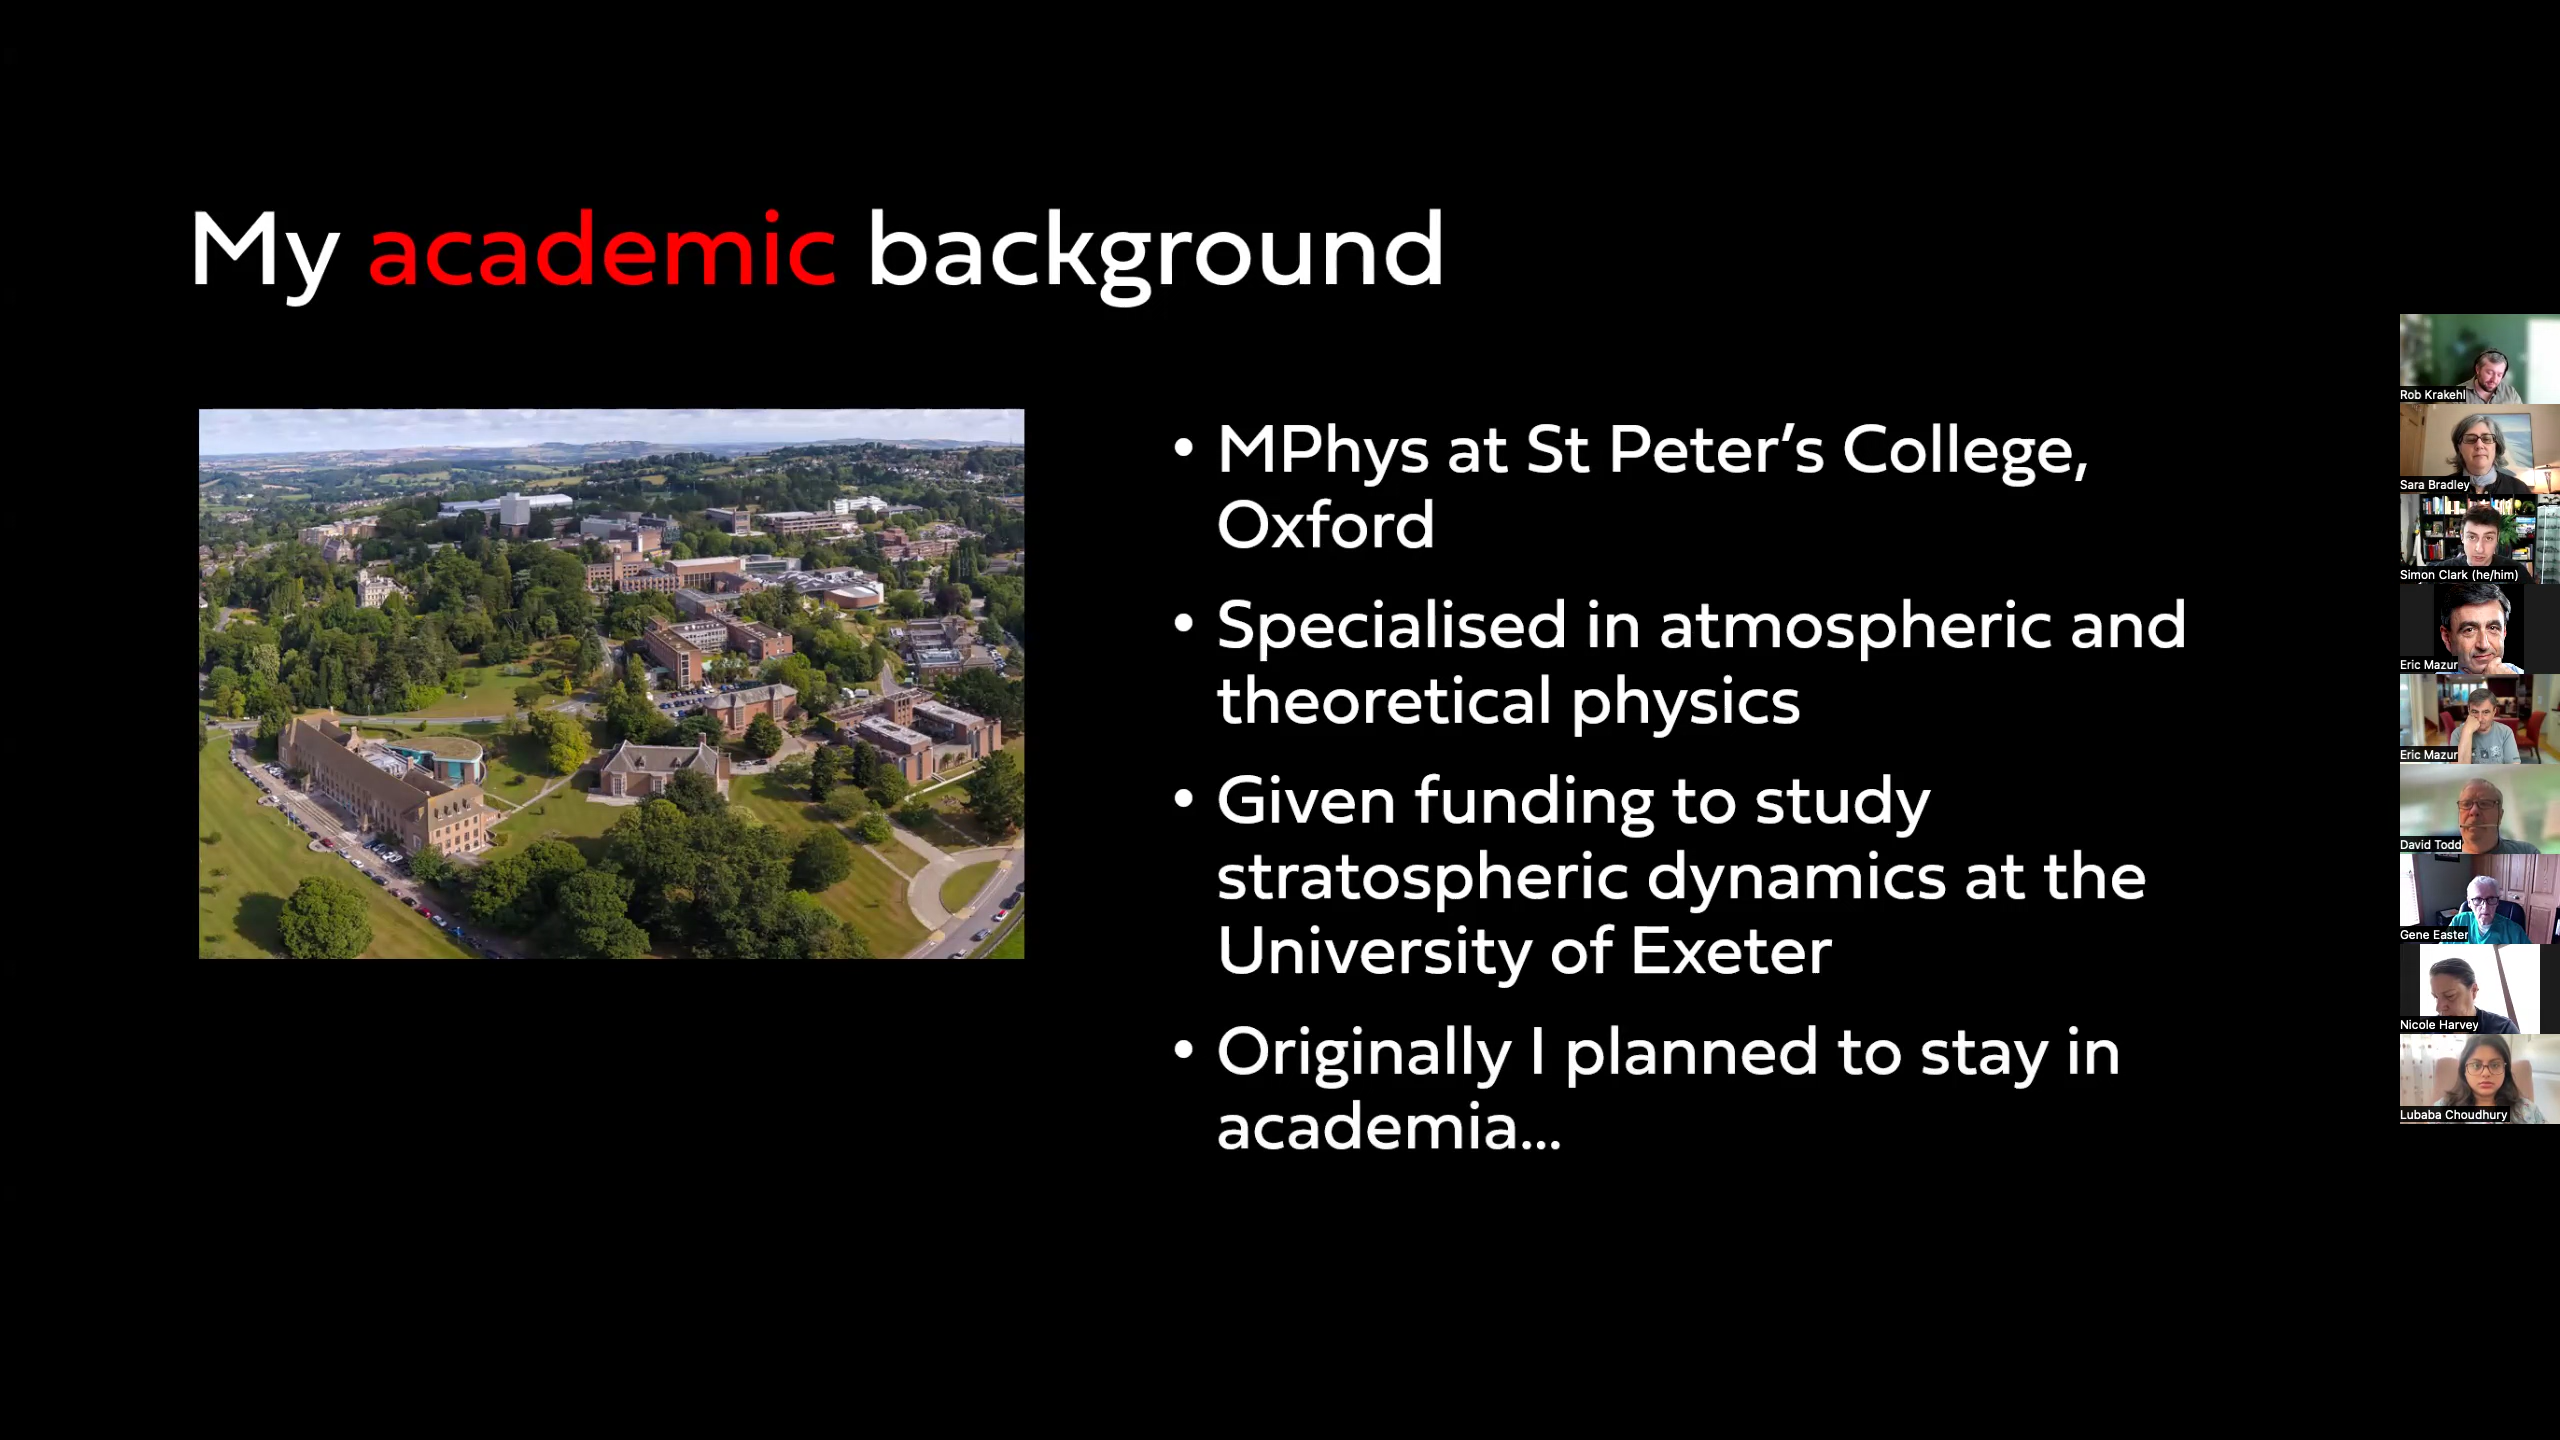 My academic background
• MPhys at St Peter’s College,
Oxford
• Specialised in atmospheric and
theoretical physics
• Given funding to study
stratospheric dynamics at the
University of Exeter
• Originally I planned to stay in
academia...
Rob Krakehl
Sara Bradley
Simon Clark (he/him)
Eric Mazur
Eric Mazur
David Todd
Gene Easter
Nicole Harvey
Lubaba Choudhury